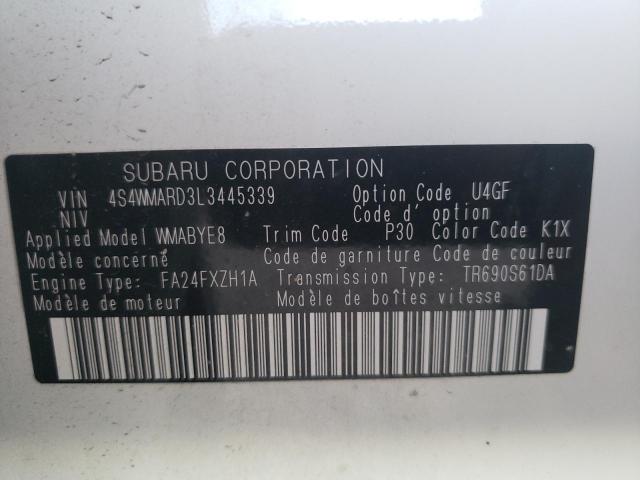 SUBARU CORPORATION
VIN 4S4WMARD3L3445339 Option Code U4GF
NIV Code d' option
Applied Model WMABYE8 Trim Code P30 Color Code K1X
Modèle concerné Code de garniture Code de couleur
Engine Type: FA24FXZH1A Transmission Type: TR690S61DA
Modèle de moteur Modèle de boîtes vitesse